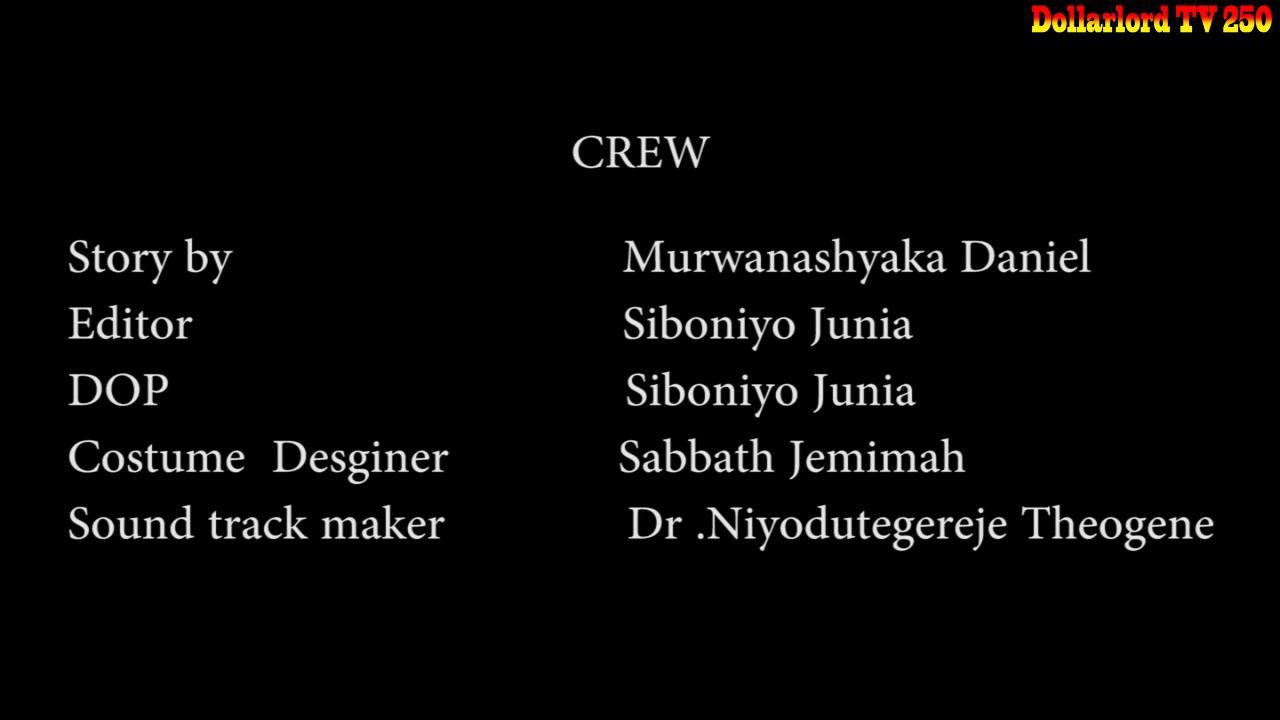 Dollarlord TV 250
CREW
Story by Murwanashyaka Daniel
Editor Siboniyo Junia
DOP Siboniyo Junia
Costume Desginer Sabbath Jemimah
Sound track maker Dr .Niyodutegereje Theogene